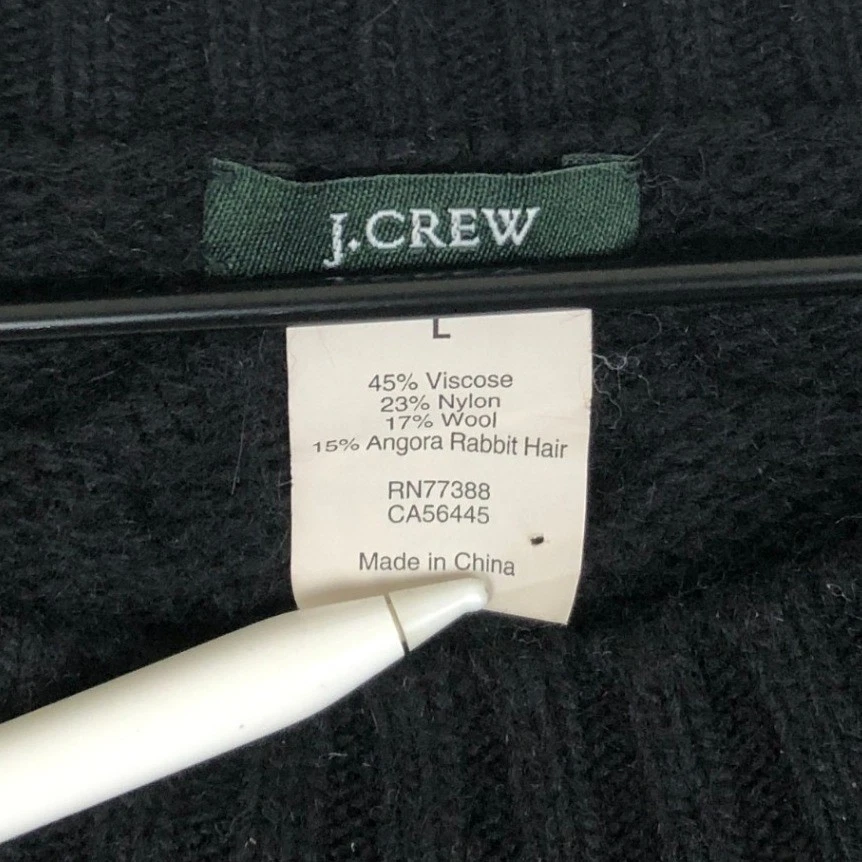 J.CREW
L
45% Viscose
23% Nylon
17% Wool
15% Angora Rabbit Hair
RN77388
CA56445
Made in China